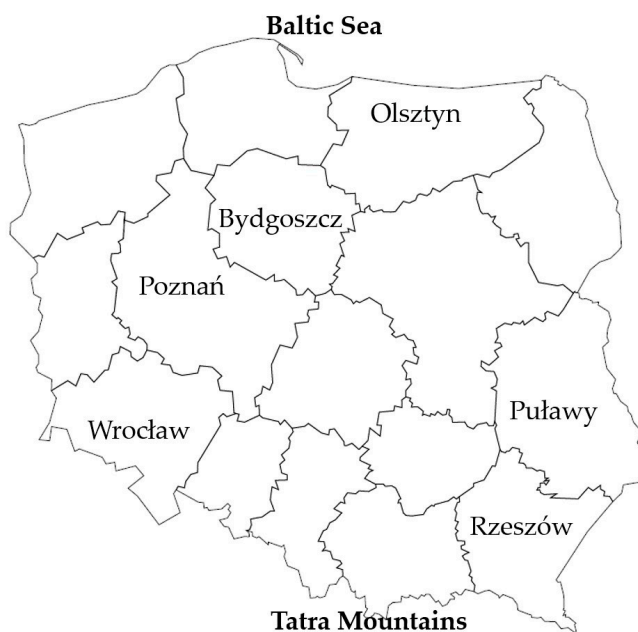 Baltic Sea
Olsztyn
Bydgoszcz
Poznań
Puławy
Wrocław
Rzeszów
Tatra Mountains